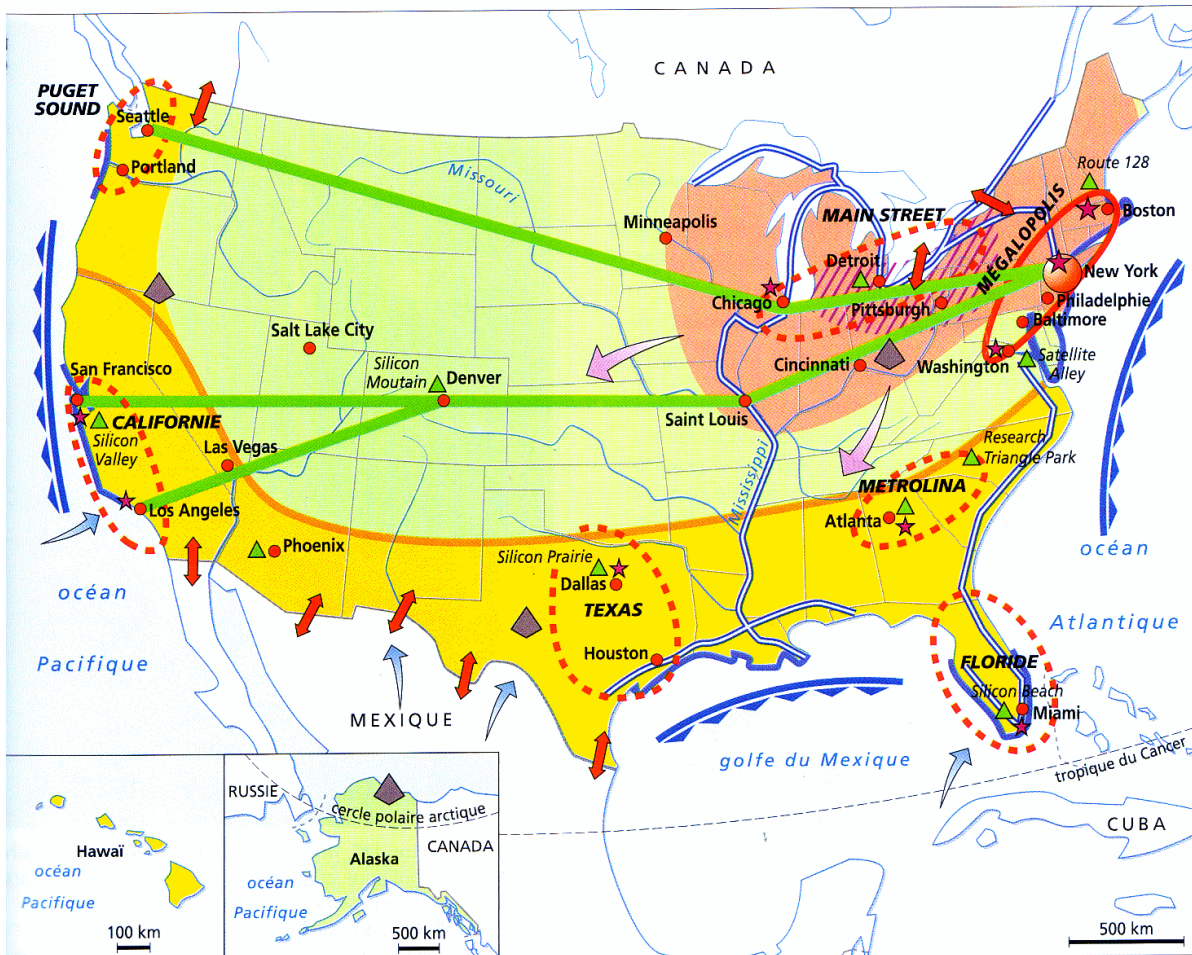 CANADA
PUGET
SOUND
Seattle
Portland
Missouri
Minneapolis
MAIN STREET
Detroit
Chicago
Pittsburgh
MÉGALOPOLIS
Route 128
Boston
New York
Philadelphie
Baltimore
Washington
Satellite
Alley
Cincinnati
Salt Lake City
Silicon
Moutain
Denver
Saint Louis
San Francisco
CALIFORNIE
Silicon
Valley
Las Vegas
Los Angeles
Phoenix
Mississippi
Research
Triangle Park
METROLINA
Atlanta
Silicon Prairie
Dallas
TEXAS
Houston
FLORIDE
Silicon Beach
Miami
océan
Pacifique
océan
Atlantique
MEXIQUE
golfe du Mexique
tropique du Cancer
CUBA
Hawaï
océan
Pacifique
100 km
RUSSIE
cercle polaire arctique
CANADA
Alaska
océan
Pacifique
500 km
500 km